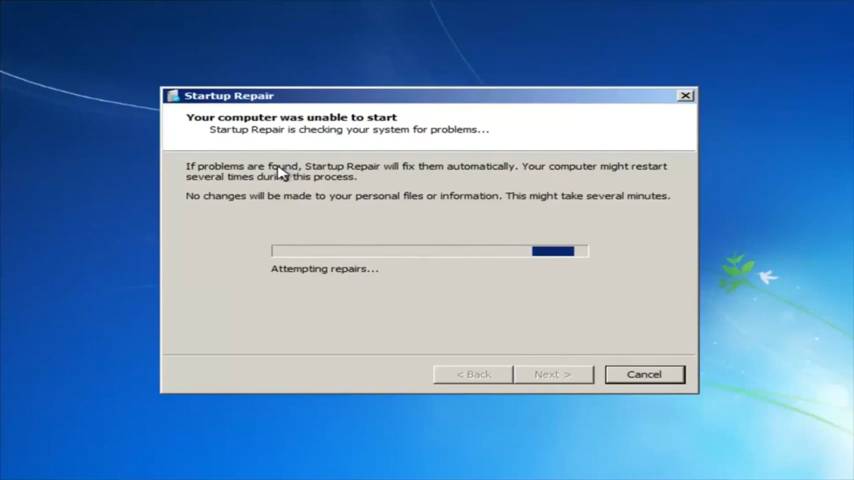 Startup Repair
Your computer was unable to start
Startup Repair is checking your system for problems...
If problems are found, Startup Repair will fix them automatically. Your computer might restart
several times during this process.
No changes will be made to your personal files or information. This might take several minutes.
Attempting repairs...
< Back
Next >
Cancel